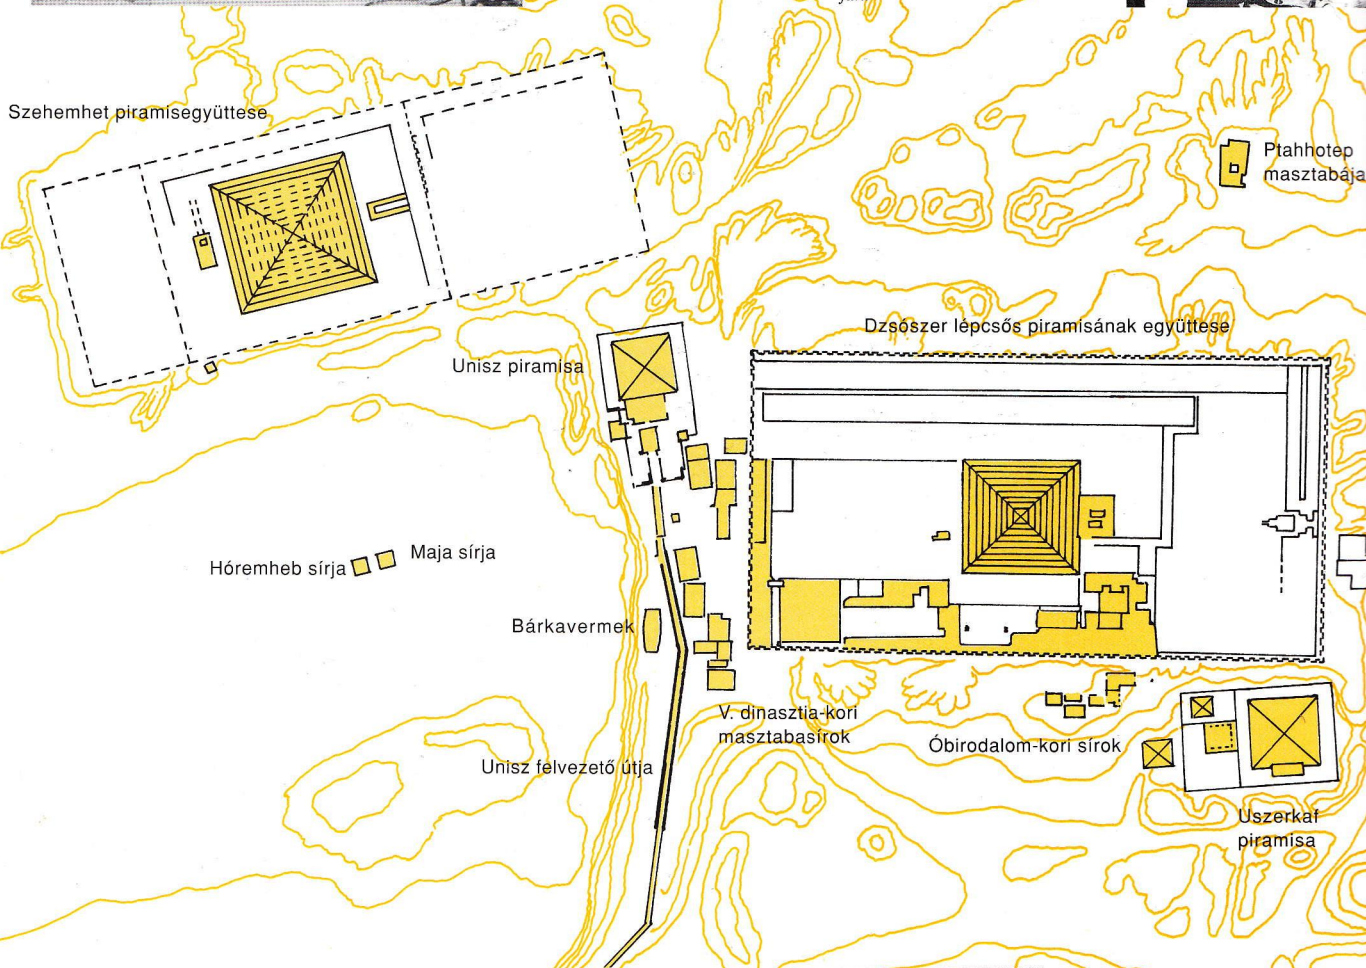 Szehemhet piramisegyüttese
Ptahhotep
masztabája
Dzsószer lépcsős piramisának együttese
Unisz piramisa
Hóremheb sírja
Maja sírja
Bárkavermek
V. dinasztia-kori
masztabasírok
Óbirodalom-kori sírok
Unisz felvezető útja
Uszerkaf
piramisa